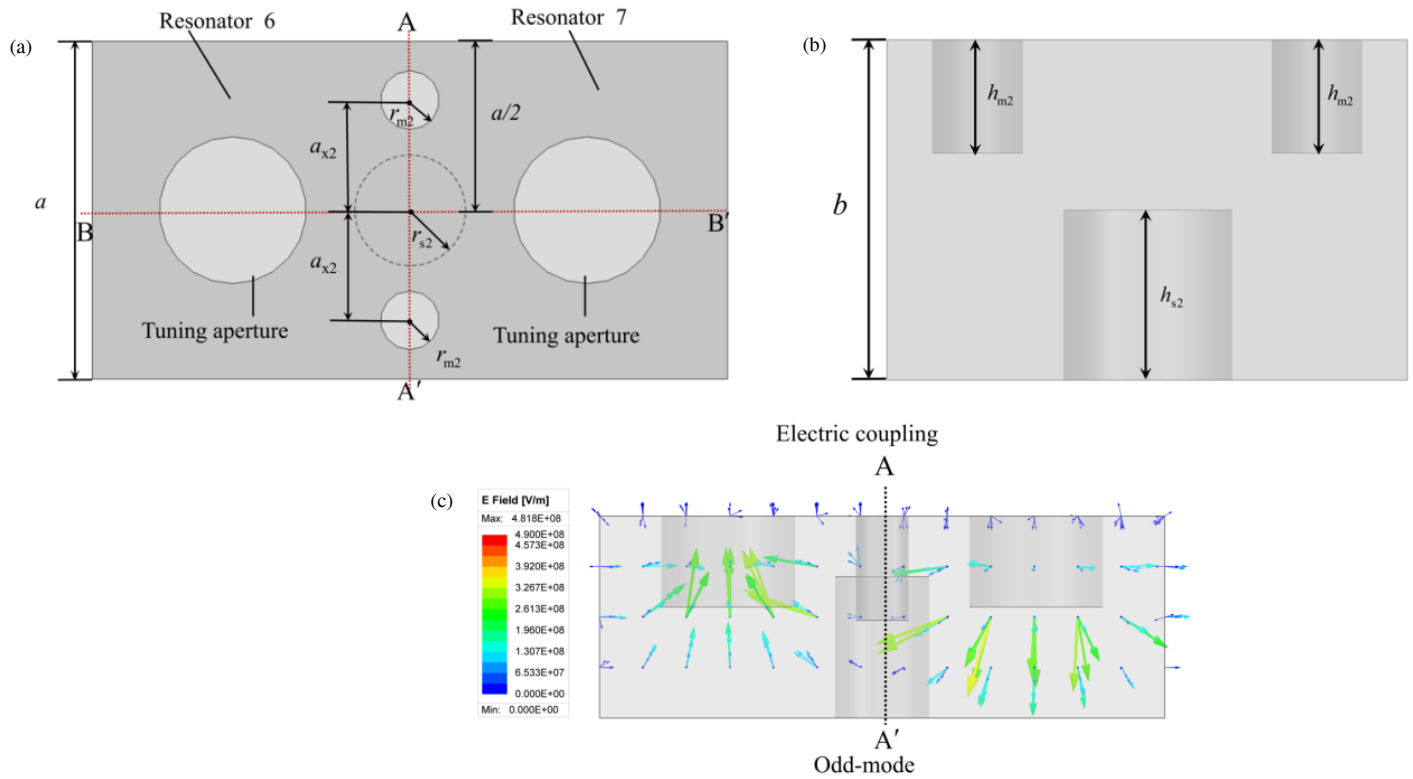 (a)
Resonator 6
A
Resonator 7
r_m2
a/2
a_x2
a
B
B′
r_s2
a_x2
Tuning aperture
Tuning aperture
r_m2
A′
(b)
h_m2
h_m2
b
h_s2
Electric coupling
(c)
A
E Field [V/m]
Max: 4.818E+08
4.900E+08
4.573E+08
3.920E+08
3.267E+08
2.613E+08
1.960E+08
1.307E+08
6.533E+07
0.000E+00
Min: 0.000E+00
A′
Odd-mode